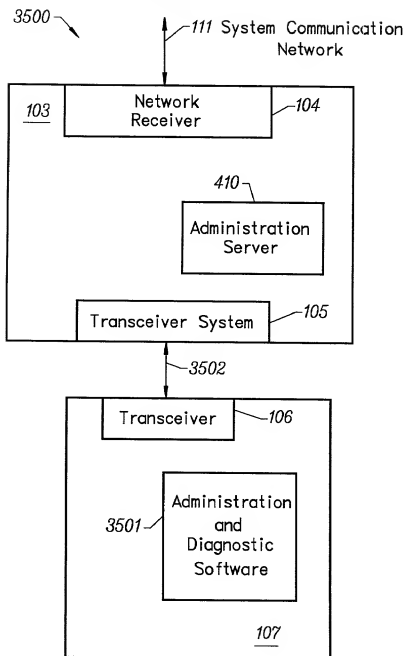 3500
111 System Communication
Network
103
Network
Receiver
104
410
Administration
Server
Transceiver System
105
3502
Transceiver
106
3501
Administration
and
Diagnostic
Software
107